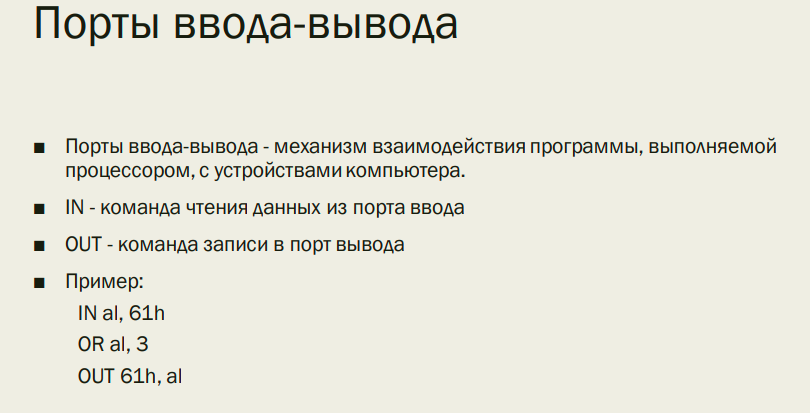 Порты ввода-вывода
■ Порты ввода-вывода - механизм взаимодействия программы, выполняемой
процессором, с устройствами компьютера.
■ IN - команда чтения данных из порта ввода
■ OUT - команда записи в порт вывода
■ Пример:
IN al, 61h
OR al, 3
OUT 61h, al